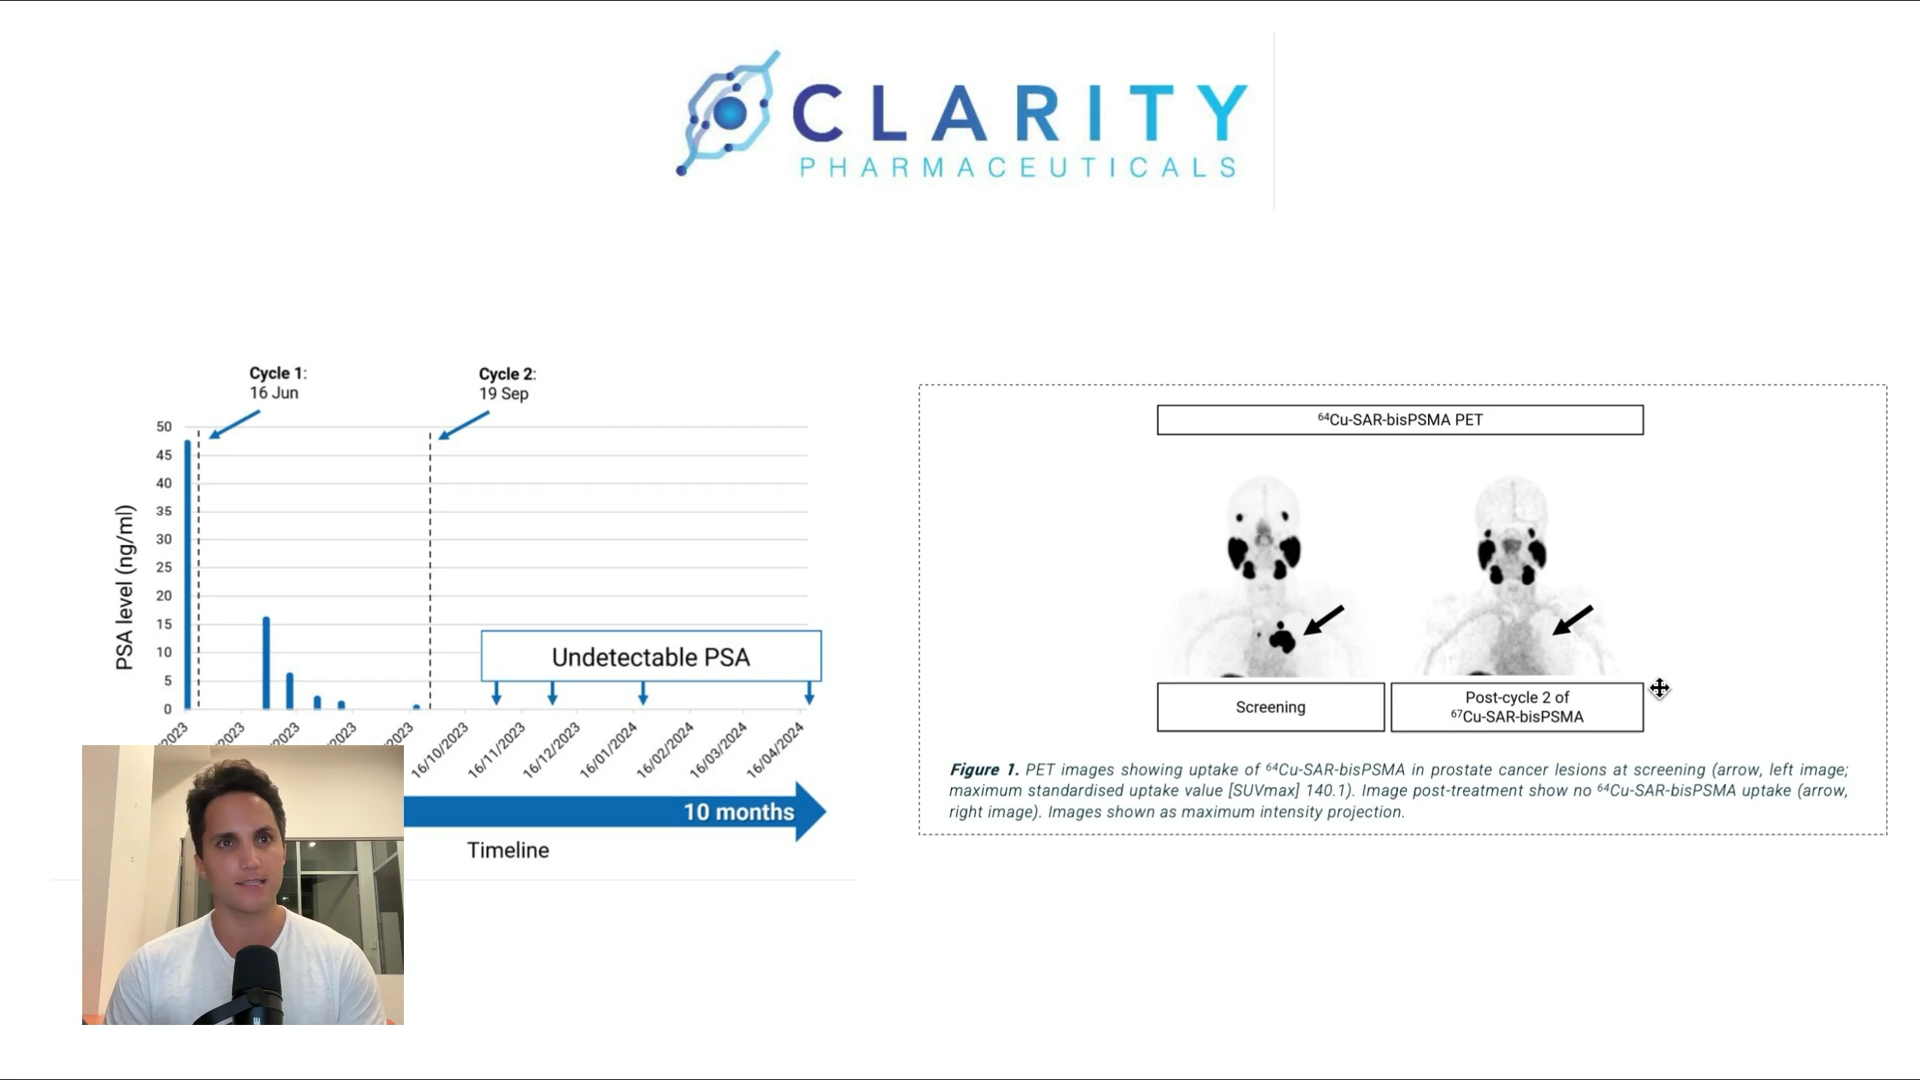 CLARITY
PHARMACEUTICALS
Cycle 1:
16 Jun
Cycle 2:
19 Sep
50
45
40
35
30
25
20
15
10
5
0
PSA level (ng/ml)
Undetectable PSA
/2023
/2023
/2023
/2023
/2023
16/10/2023
16/11/2023
16/12/2023
16/01/2024
16/02/2024
16/03/2024
16/04/2024
10 months
Timeline
⁶⁴Cu-SAR-bisPSMA PET
Screening
Post-cycle 2 of
⁶⁷Cu-SAR-bisPSMA
Figure 1. PET images showing uptake of ⁶⁴Cu-SAR-bisPSMA in prostate cancer lesions at screening (arrow, left image;
maximum standardised uptake value [SUVmax] 140.1). Image post-treatment show no ⁶⁴Cu-SAR-bisPSMA uptake (arrow,
right image). Images shown as maximum intensity projection.